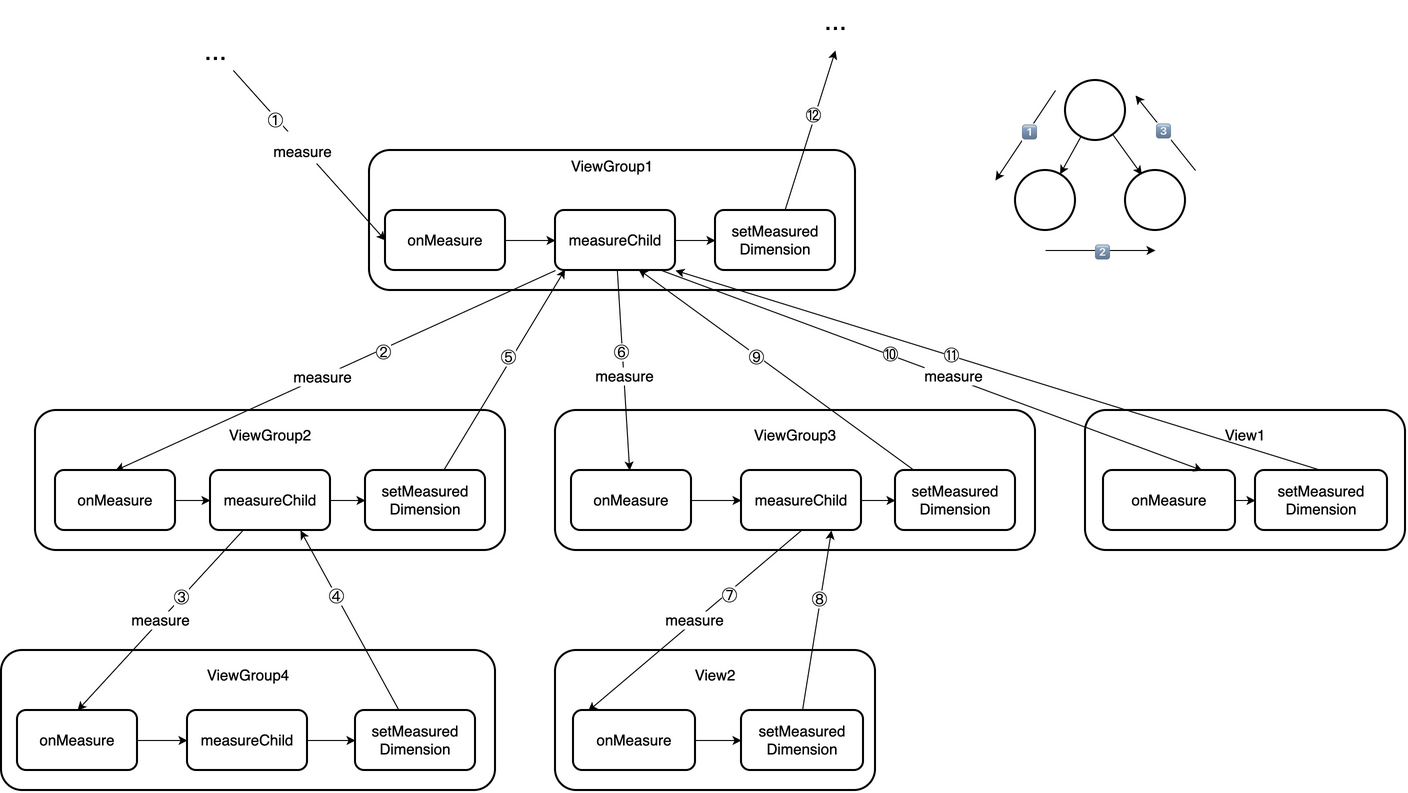 ...
...
①
measure
⑫
1
3
2
ViewGroup1
onMeasure
measureChild
setMeasured
Dimension
②
measure
⑤
⑥
measure
⑨
⑩
measure
⑪
ViewGroup2
onMeasure
measureChild
setMeasured
Dimension
ViewGroup3
onMeasure
measureChild
setMeasured
Dimension
View1
onMeasure
setMeasured
Dimension
③
measure
④
⑦
measure
⑧
ViewGroup4
onMeasure
measureChild
setMeasured
Dimension
View2
onMeasure
setMeasured
Dimension